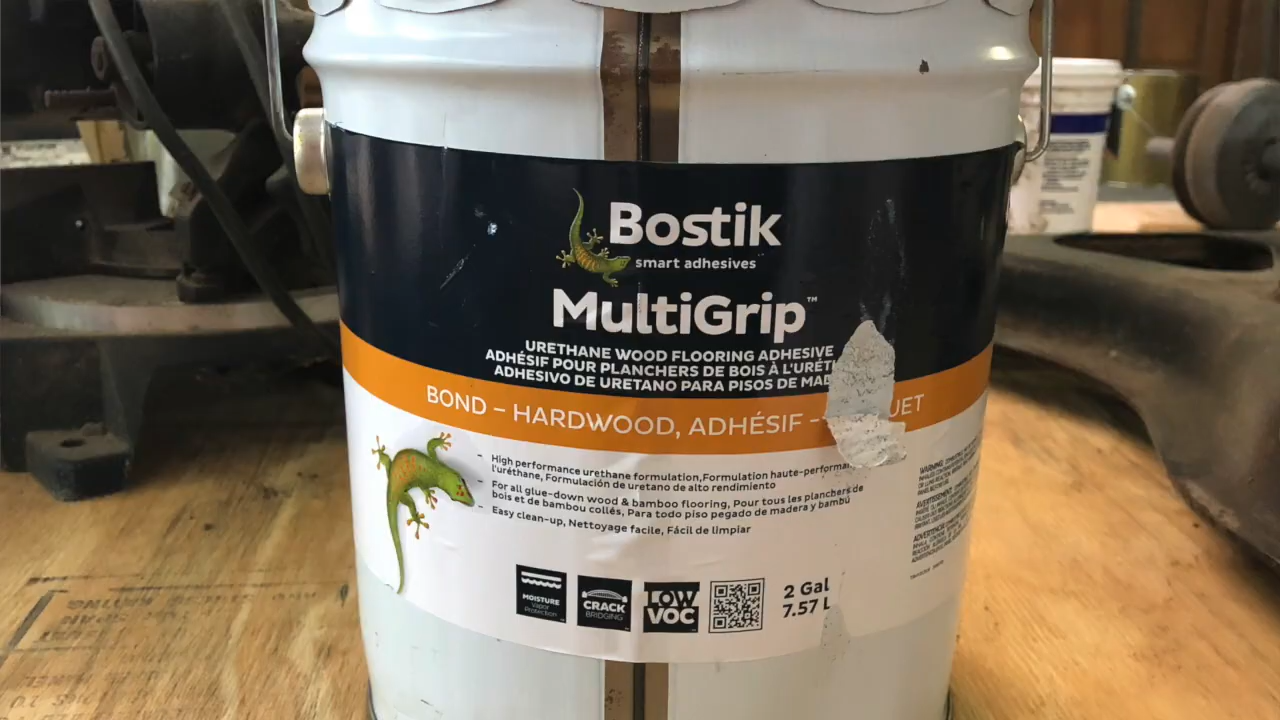 Bostik
smart adhesives
MultiGrip™
URETHANE WOOD FLOORING ADHESIVE
ADHÉSIF POUR PLANCHERS DE BOIS À L'URÉT
ADHESIVO DE URETANO PARA PISOS DE MAD
BOND – HARDWOOD, ADHÉSIF – UET
- High performance urethane formulation,Formulation haute-performa
l'uréthane, Formulación de uretano de alto rendimiento
- For all glue-down wood & bamboo flooring, Pour tous les planchers de
bois et de bambou collés, Para todo piso pegado de madera y bambú
- Easy clean-up, Nettoyage facile, Fácil de limpiar
MOISTURE
Vapor
Protection
CRACK
BRIDGING
LOW
VOC
2 Gal
7.57 L